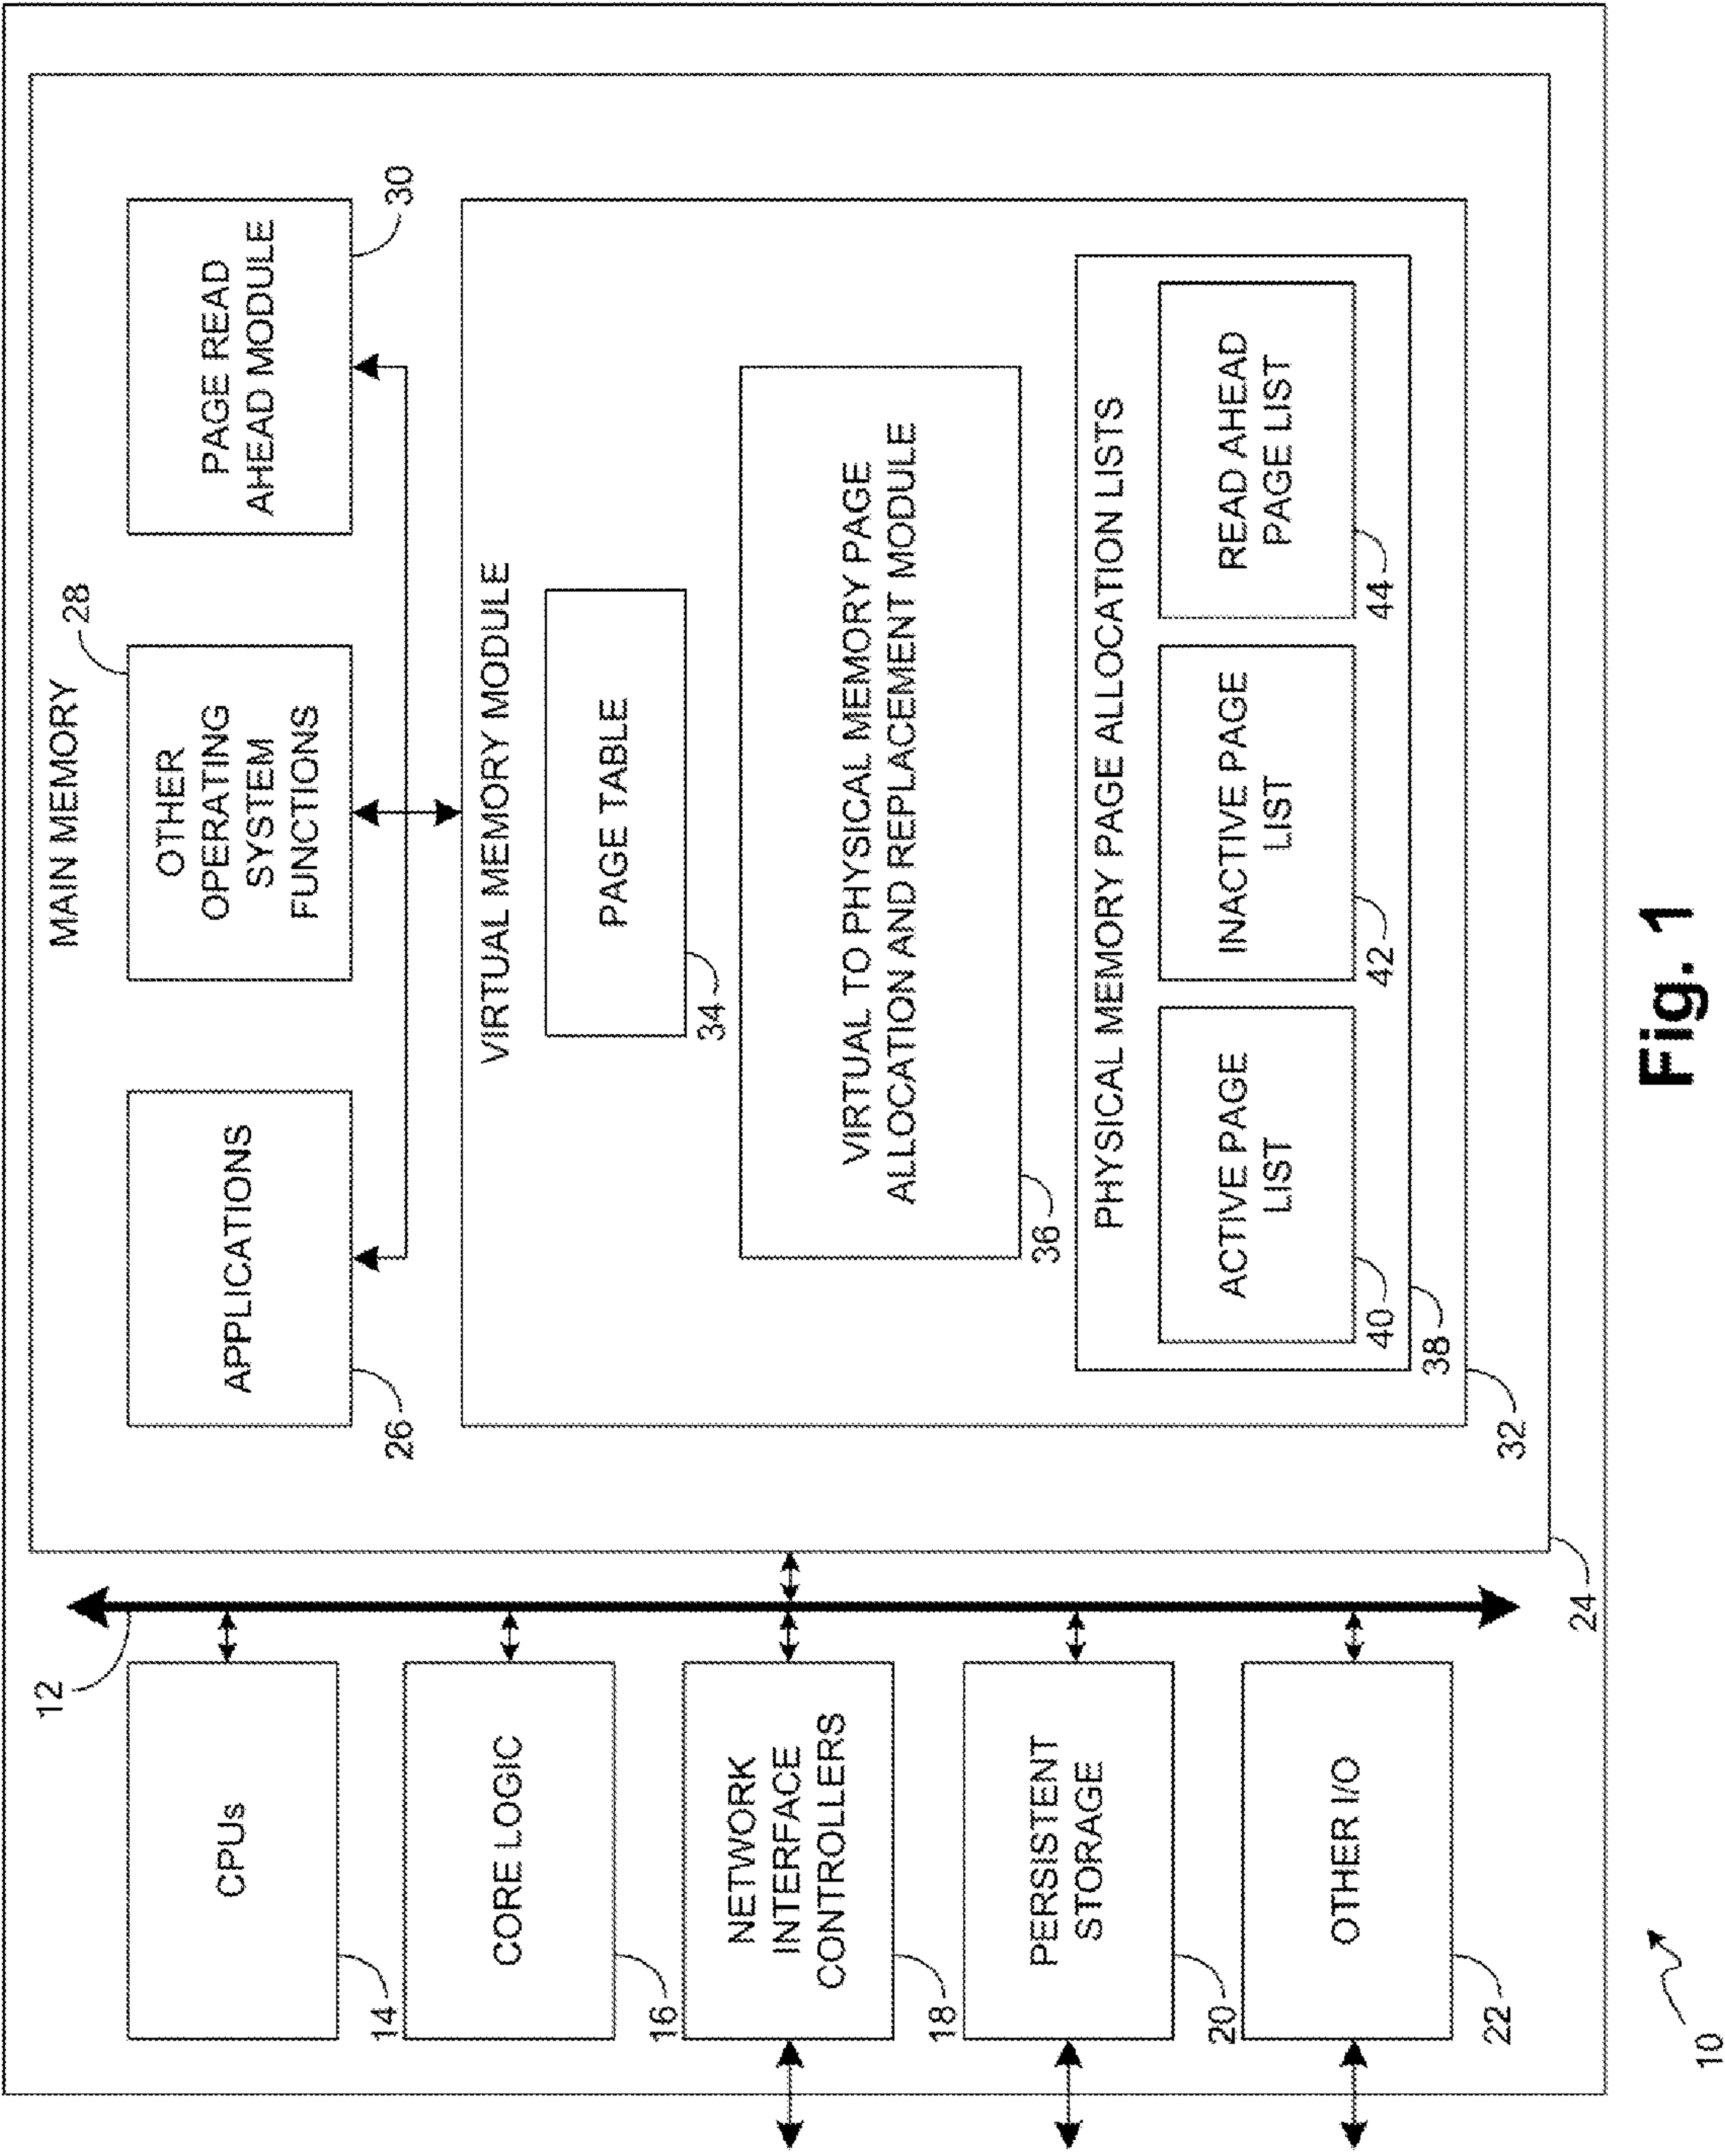 MAIN MEMORY
28
APPLICATIONS
OTHER
OPERATING
SYSTEM
FUNCTIONS
PAGE READ
AHEAD MODULE
26
30
VIRTUAL MEMORY MODULE
PAGE TABLE
34
VIRTUAL TO PHYSICAL MEMORY PAGE
ALLOCATION AND REPLACEMENT MODULE
36
PHYSICAL MEMORY PAGE ALLOCATION LISTS
ACTIVE PAGE
LIST
INACTIVE PAGE
LIST
READ AHEAD
PAGE LIST
40
42
44
38
32
24
12
CPUs
14
CORE LOGIC
16
NETWORK
INTERFACE
CONTROLLERS
18
PERSISTENT
STORAGE
20
OTHER I/O
22
10
Fig. 1